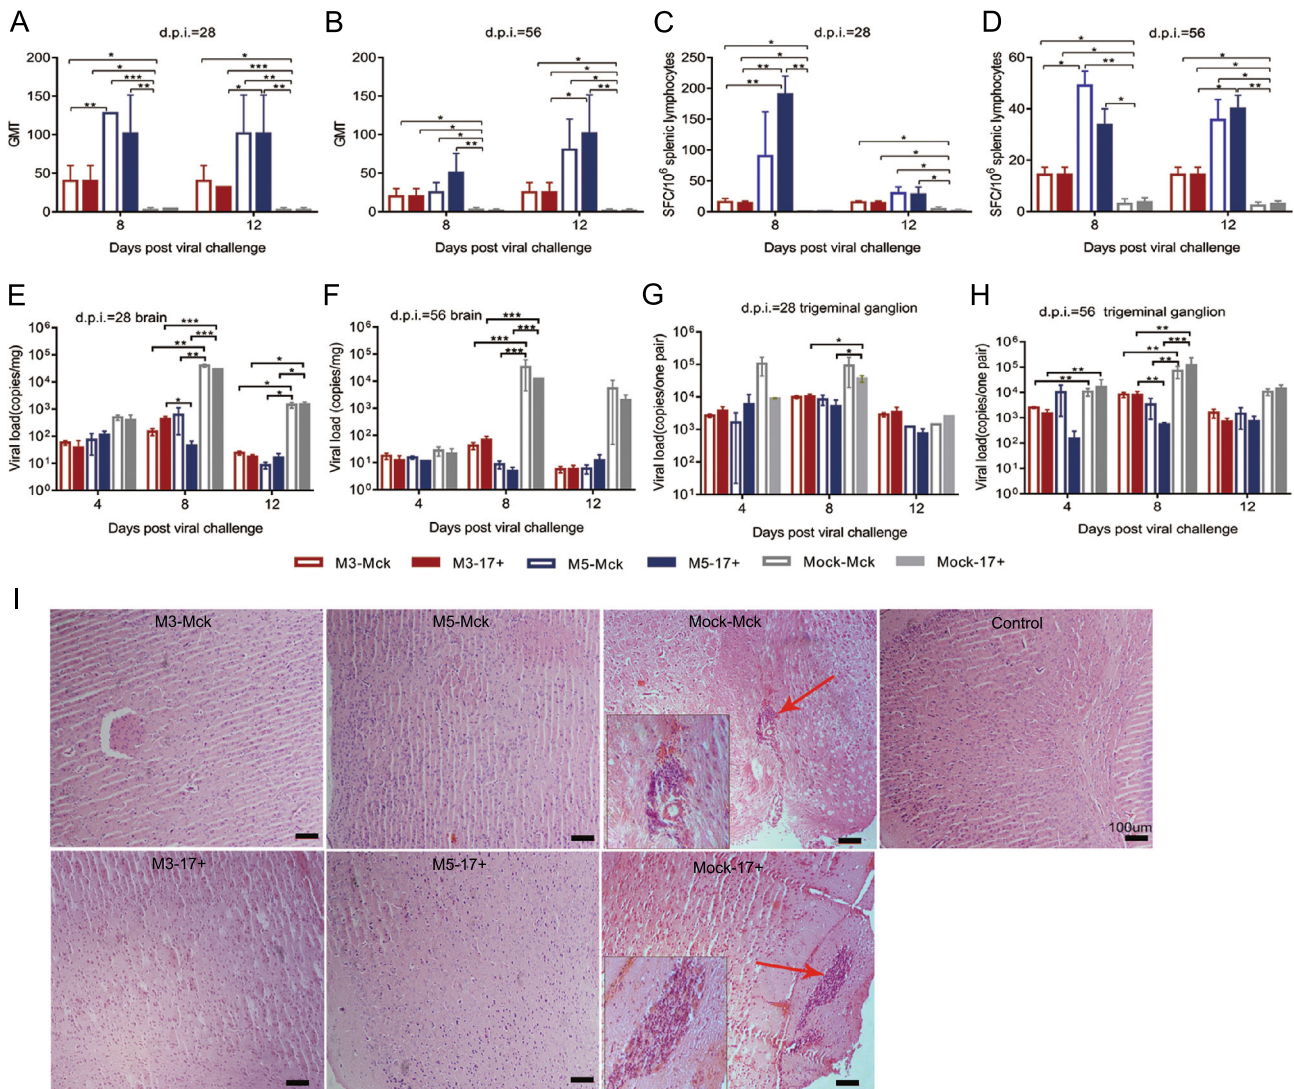 A
d.p.i.=28
GMT
200
150
100
50
0
8
12
Days post viral challenge
* * *** ** ** * *** ** * **
B
d.p.i.=56
GMT
200
150
100
50
0
8
12
Days post viral challenge
* * * ** * * * * **
C
d.p.i.=28
SFC/10⁶ splenic lymphocytes
250
200
150
100
50
0
8
12
Days post viral challenge
* * ** ** ** * * * *
D
d.p.i.=56
SFC/10⁶ splenic lymphocytes
60
40
20
0
8
12
Days post viral challenge
* * * ** * * * * * **
E
d.p.i.=28 brain
Viral load(copies/mg)
10⁶
10⁵
10⁴
10³
10²
10¹
10⁰
4
8
12
Days post viral challenge
*** *** ** ** * * * * *
F
d.p.i.=56 brain
Viral load (copies/mg)
10⁶
10⁵
10⁴
10³
10²
10¹
10⁰
4
8
12
Days post viral challenge
*** *** *** ***
G
d.p.i.=28 trigeminal ganglion
Viral load(copies/one pair)
10⁶
10⁵
10⁴
10³
10⁵
10¹
4
8
12
Days post viral challenge
* *
H
d.p.i.=56 trigeminal ganglion
Viral load(copies/one pair)
10⁶
10⁵
10⁴
10³
10²
10¹
10⁰
4
8
12
Days post viral challenge
** ** ** *** ** ** **
M3-Mck M3-17+ M5-Mck M5-17+ Mock-Mck Mock-17+
I
M3-Mck
M5-Mck
Mock-Mck
Control
100um
M3-17+
M5-17+
Mock-17+